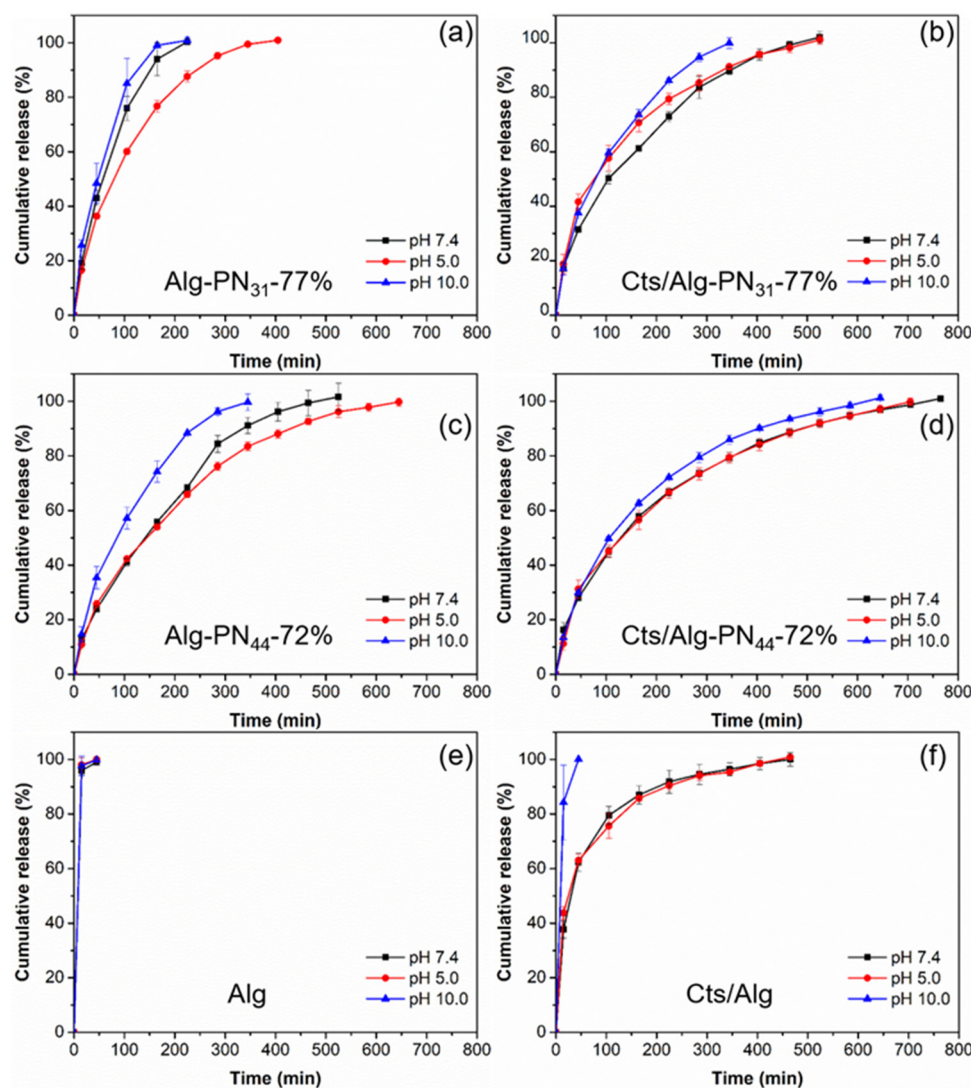 (a)
Cumulative release (%)
100
80
60
40
20
0
pH 7.4
pH 5.0
pH 10.0
Alg-PN₃₁-77%
0 100 200 300 400 500 600 700 800
Time (min)
(b)
Cumulative release (%)
100
80
60
40
20
0
pH 7.4
pH 5.0
pH 10.0
Cts/Alg-PN₃₁-77%
0 100 200 300 400 500 600 700 800
Time (min)
(c)
Cumulative release (%)
100
80
60
40
20
0
pH 7.4
pH 5.0
pH 10.0
Alg-PN₄₄-72%
0 100 200 300 400 500 600 700 800
Time (min)
(d)
Cumulative release (%)
100
80
60
40
20
0
pH 7.4
pH 5.0
pH 10.0
Cts/Alg-PN₄₄-72%
0 100 200 300 400 500 600 700 800
Time (min)
(e)
Cumulative release (%)
100
80
60
40
20
0
pH 7.4
pH 5.0
pH 10.0
Alg
0 100 200 300 400 500 600 700 800
Time (min)
(f)
Cumulative release (%)
100
80
60
40
20
0
pH 7.4
pH 5.0
pH 10.0
Cts/Alg
0 100 200 300 400 500 600 700 800
Time (min)